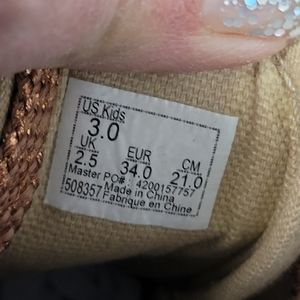 US Kids
3.0
UK EUR CM
2.5 34.0 21.0
Master PO#: 4200157757
508357 Made in China
Fabrique en Chine